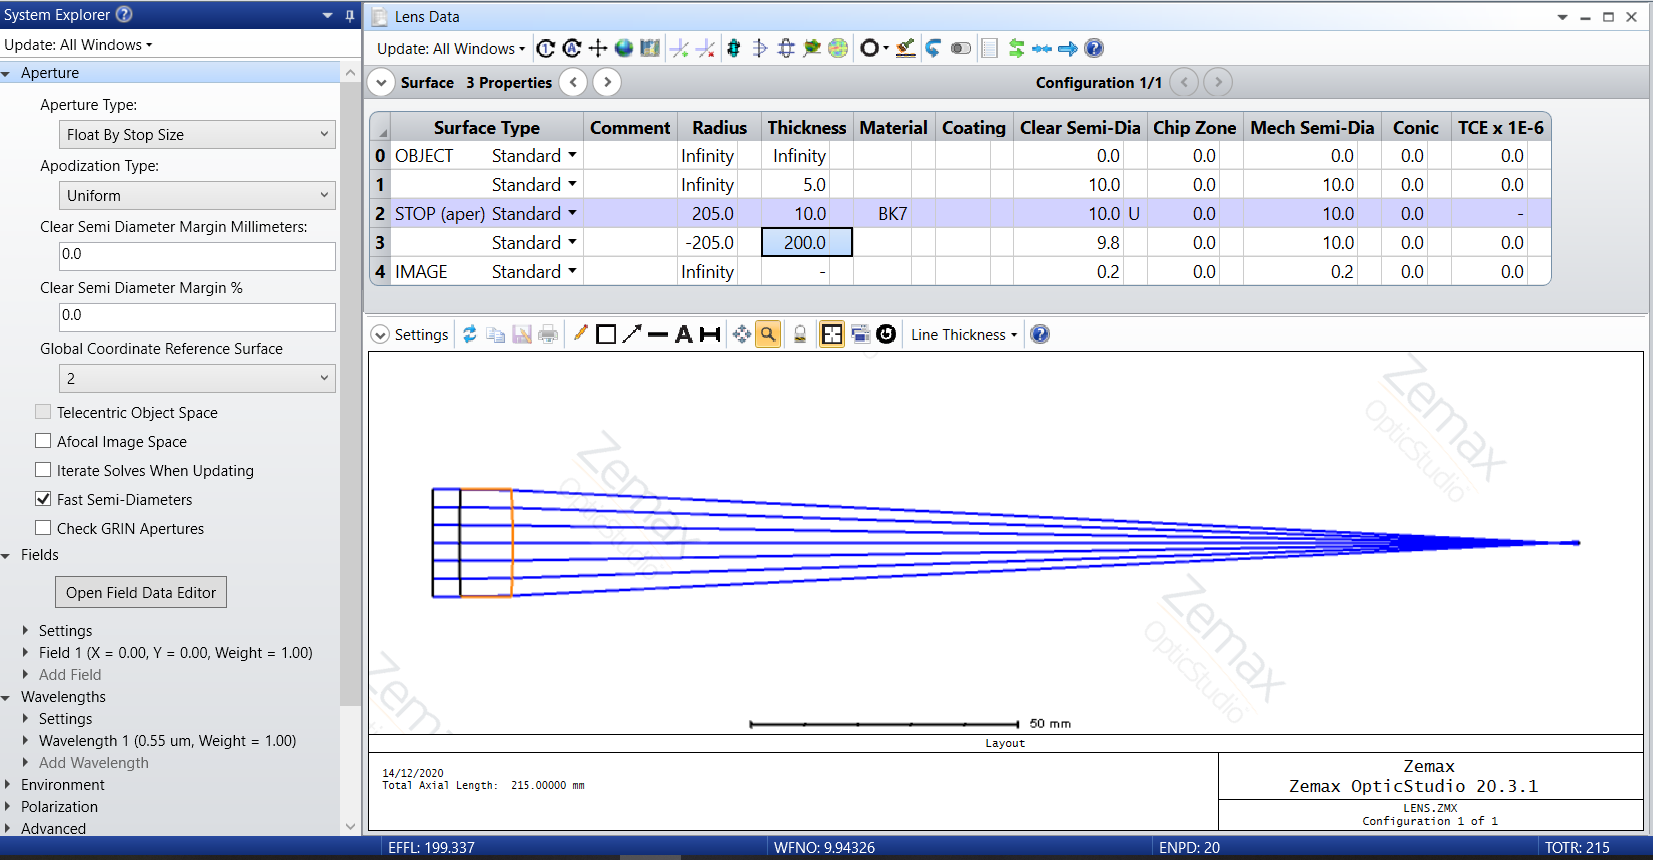 System Explorer
Update: All Windows
Aperture
Aperture Type:
Float By Stop Size
Apodization Type:
Uniform
Clear Semi Diameter Margin Millimeters:
0.0
Clear Semi Diameter Margin %
0.0
Global Coordinate Reference Surface
2
Telecentric Object Space
Afocal Image Space
Iterate Solves When Updating
Fast Semi-Diameters
Check GRIN Apertures
Fields
Open Field Data Editor
Settings
Field 1 (X = 0.00, Y = 0.00, Weight = 1.00)
Add Field
Wavelengths
Settings
Wavelength 1 (0.55 um, Weight = 1.00)
Add Wavelength
Environment
Polarization
Advanced
Lens Data
Update: All Windows
Surface 3 Properties Configuration 1/1
Surface Type Comment Radius Thickness Material Coating Clear Semi-Dia Chip Zone Mech Semi-Dia Conic TCE x 1E-6
0 OBJECT Standard Infinity Infinity 0.0 0.0 0.0 0.0 0.0
1 Standard Infinity 5.0 10.0 0.0 10.0 0.0 0.0
2 STOP (aper) Standard 205.0 10.0 BK7 10.0 U 0.0 10.0 0.0 -
3 Standard -205.0 200.0 9.8 0.0 10.0 0.0 0.0
4 IMAGE Standard Infinity - 0.2 0.0 0.2 0.0 0.0
Settings A Line Thickness
Zemax
OpticStudio
Zemax
OpticStudio
Zemax
OpticStudio
Zemax
50 mm
Layout
14/12/2020
Total Axial Length: 215.00000 mm
Zemax
Zemax OpticStudio 20.3.1
LENS.ZMX
Configuration 1 of 1
EFFL: 199.337 WFNO: 9.94326 ENPD: 20 TOTR: 215